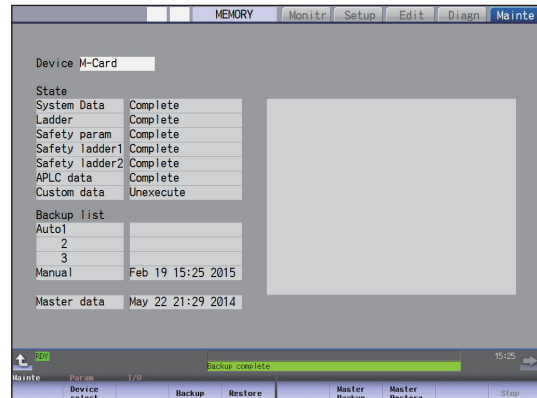 MEMORY Monitr Setup Edit Diagn Mainte
Device M-Card
State
System Data Complete
Ladder Complete
Safety param Complete
Safety ladder1 Complete
Safety ladder2 Complete
APLC data Complete
Custom data Unexecute
Backup list
Auto1
2
3
Manual Feb 19 15:25 2015
Master data May 22 21:29 2014
RDY 15:25
Backup complete
Mainte Param I/O
Device select Backup Restore Master Backup Master Restore Stop